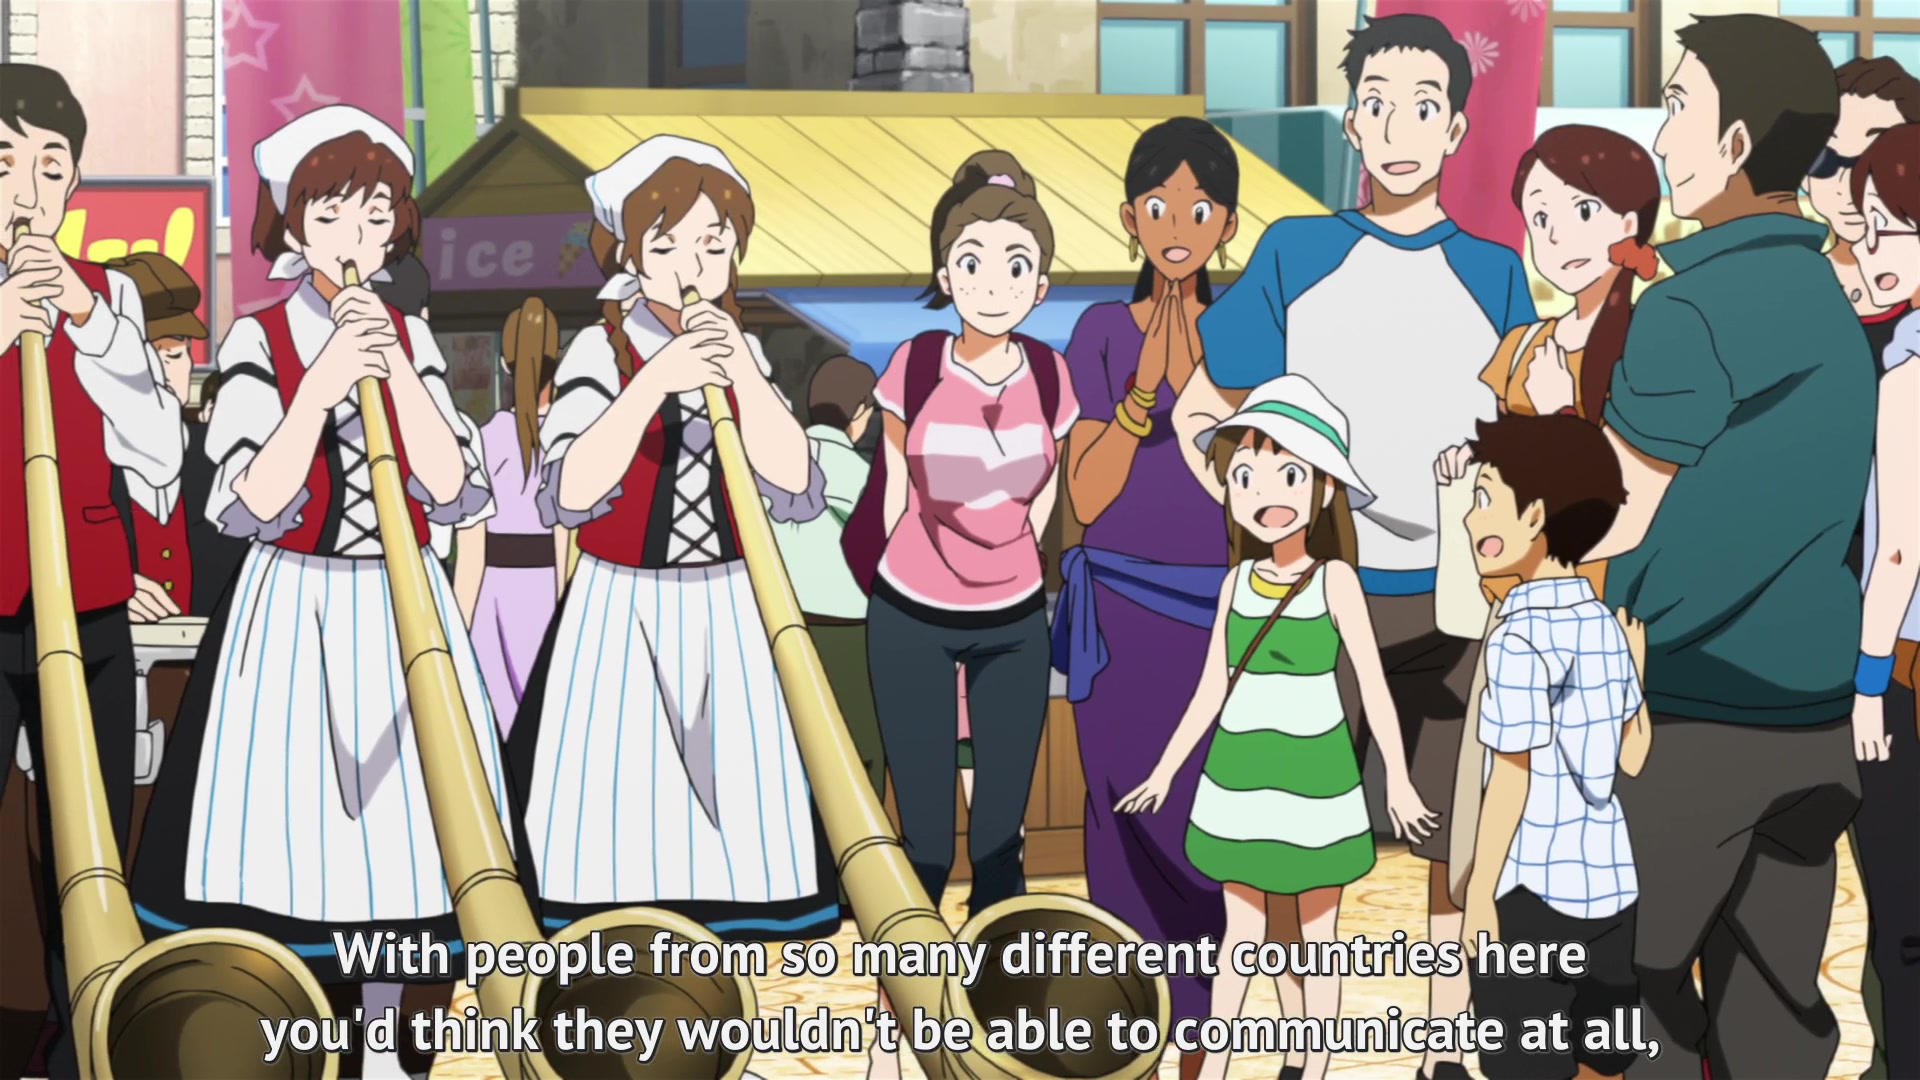 ice
With people from so many different countries here
you'd think they wouldn't be able to communicate at all,